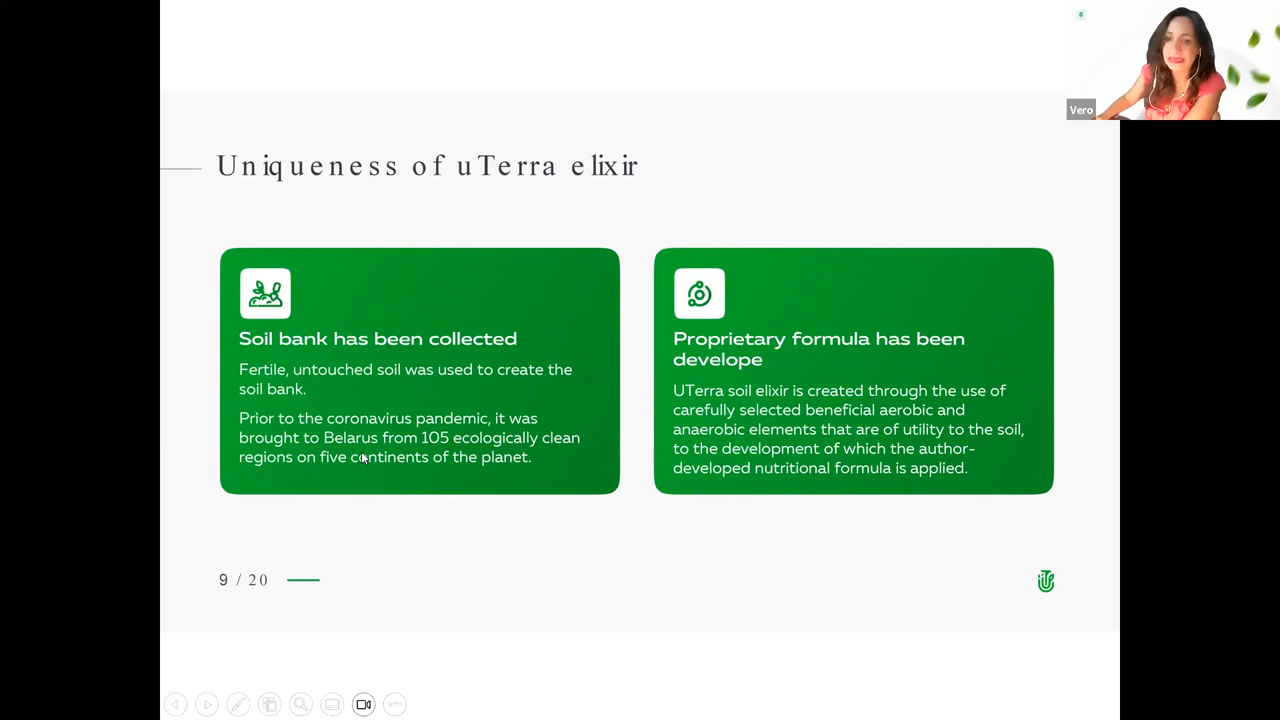 Vero
Uniqueness of uTerra elixir
Soil bank has been collected
Fertile, untouched soil was used to create the
soil bank.
Prior to the coronavirus pandemic, it was
brought to Belarus from 105 ecologically clean
regions on five continents of the planet.
Proprietary formula has been
develope
UTerra soil elixir is created through the use of
carefully selected beneficial aerobic and
anaerobic elements that are of utility to the soil,
to the development of which the author-
developed nutritional formula is applied.
9 / 20